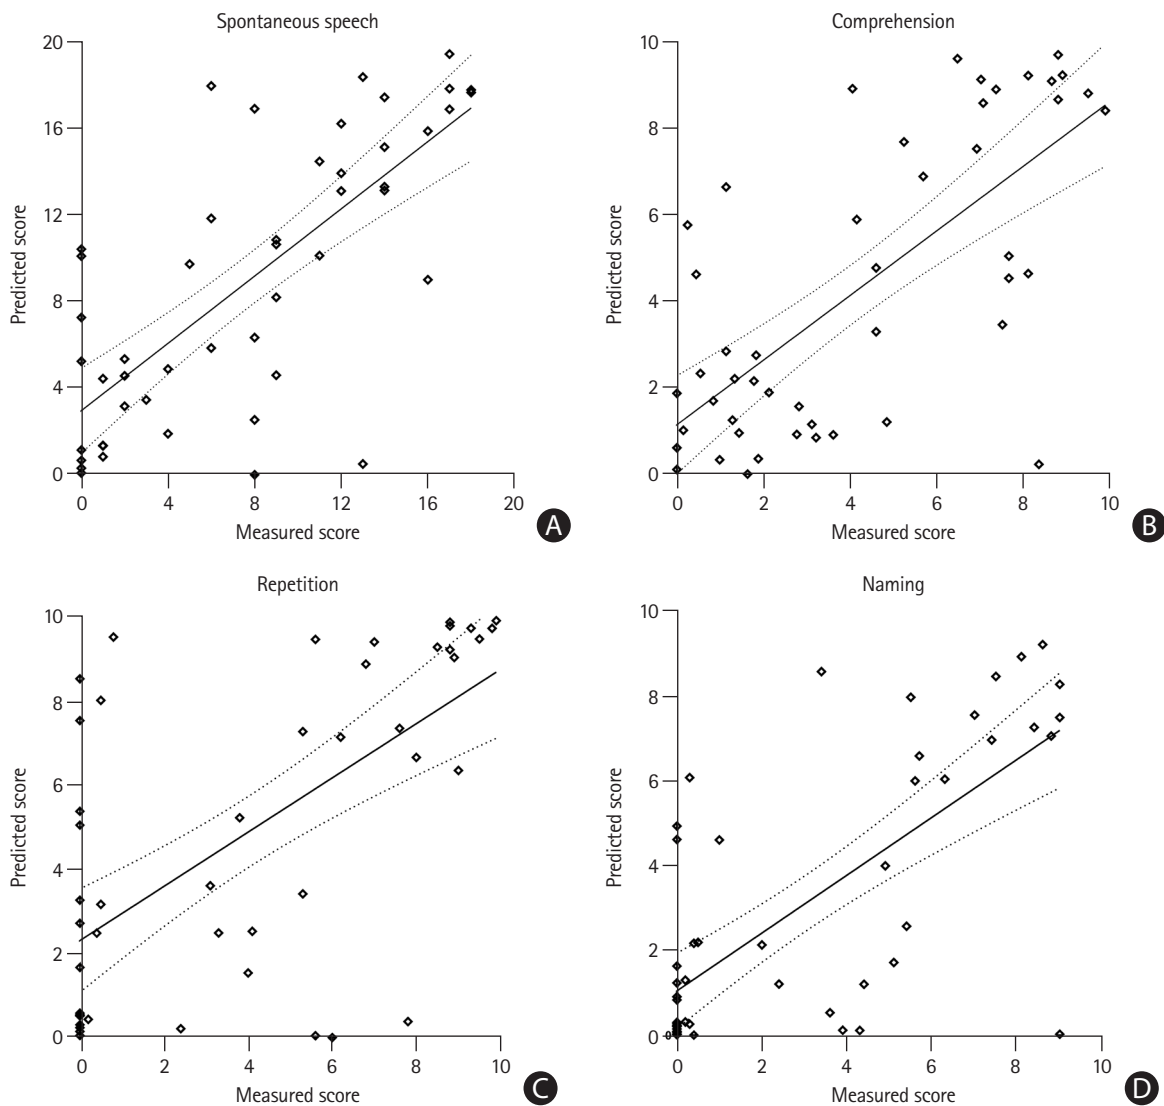 Spontaneous speech
20
16
12
8
4
0
Predicted score
0 4 8 12 16 20
Measured score
A
Comprehension
10
8
6
4
2
0
Predicted score
0 2 4 6 8 10
Measured score
B
Repetition
10
8
6
4
2
0
Predicted score
0 2 4 6 8 10
Measured score
C
Naming
10
8
6
4
2
0
Predicted score
0 2 4 6 8 10
Measured score
D